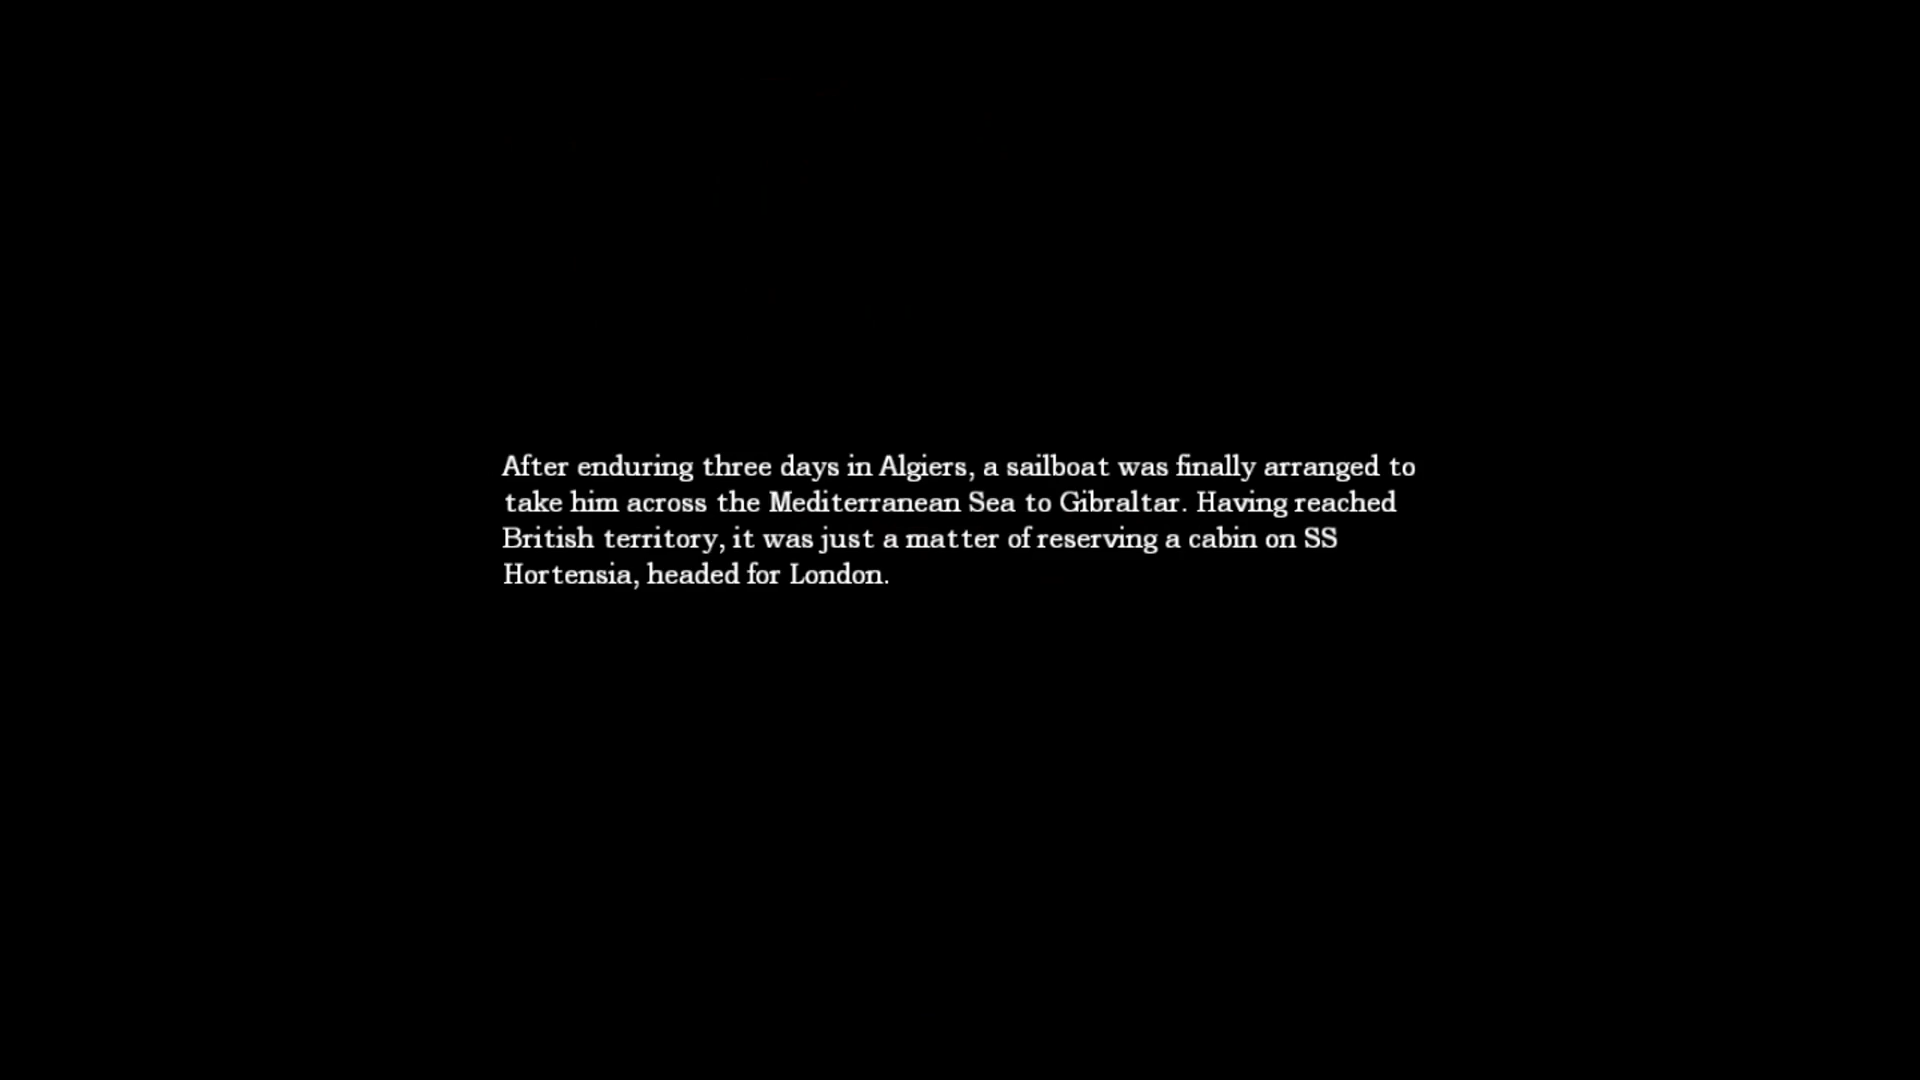 After enduring three days in Algiers, a sailboat was finally arranged to
take him across the Mediterranean Sea to Gibraltar. Having reached
British territory, it was just a matter of reserving a cabin on SS
Hortensia, headed for London.